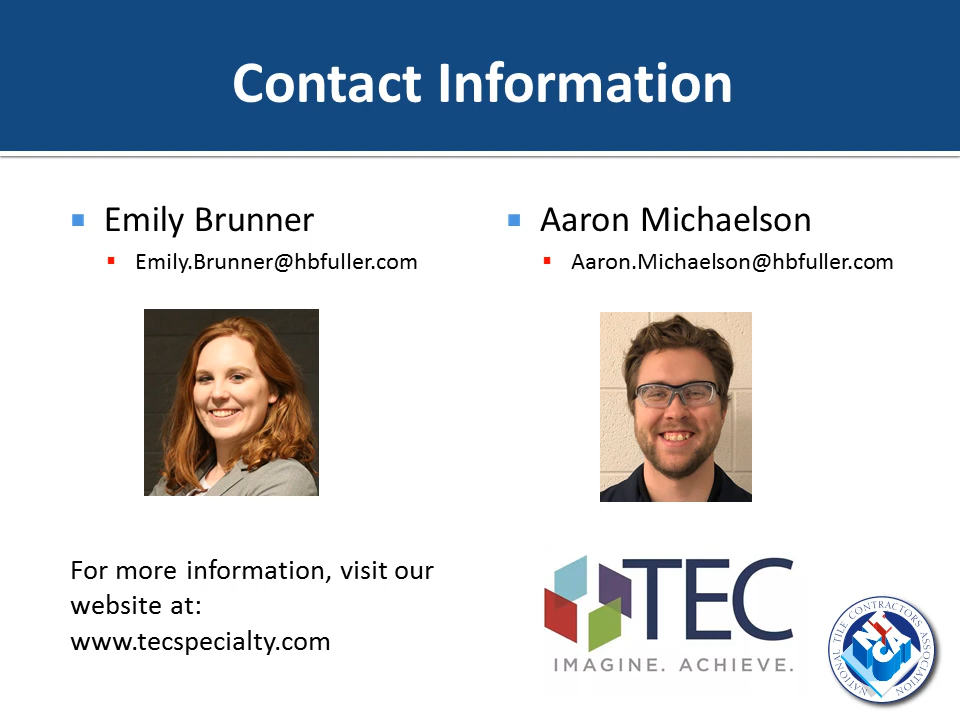 Contact Information
Emily Brunner
Emily.Brunner@hbfuller.com
Aaron Michaelson
Aaron.Michaelson@hbfuller.com
For more information, visit our
website at:
www.tecspecialty.com
TEC
IMAGINE. ACHIEVE.
NATIONAL TILE CONTRACTORS ASSOCIATION
NTCA